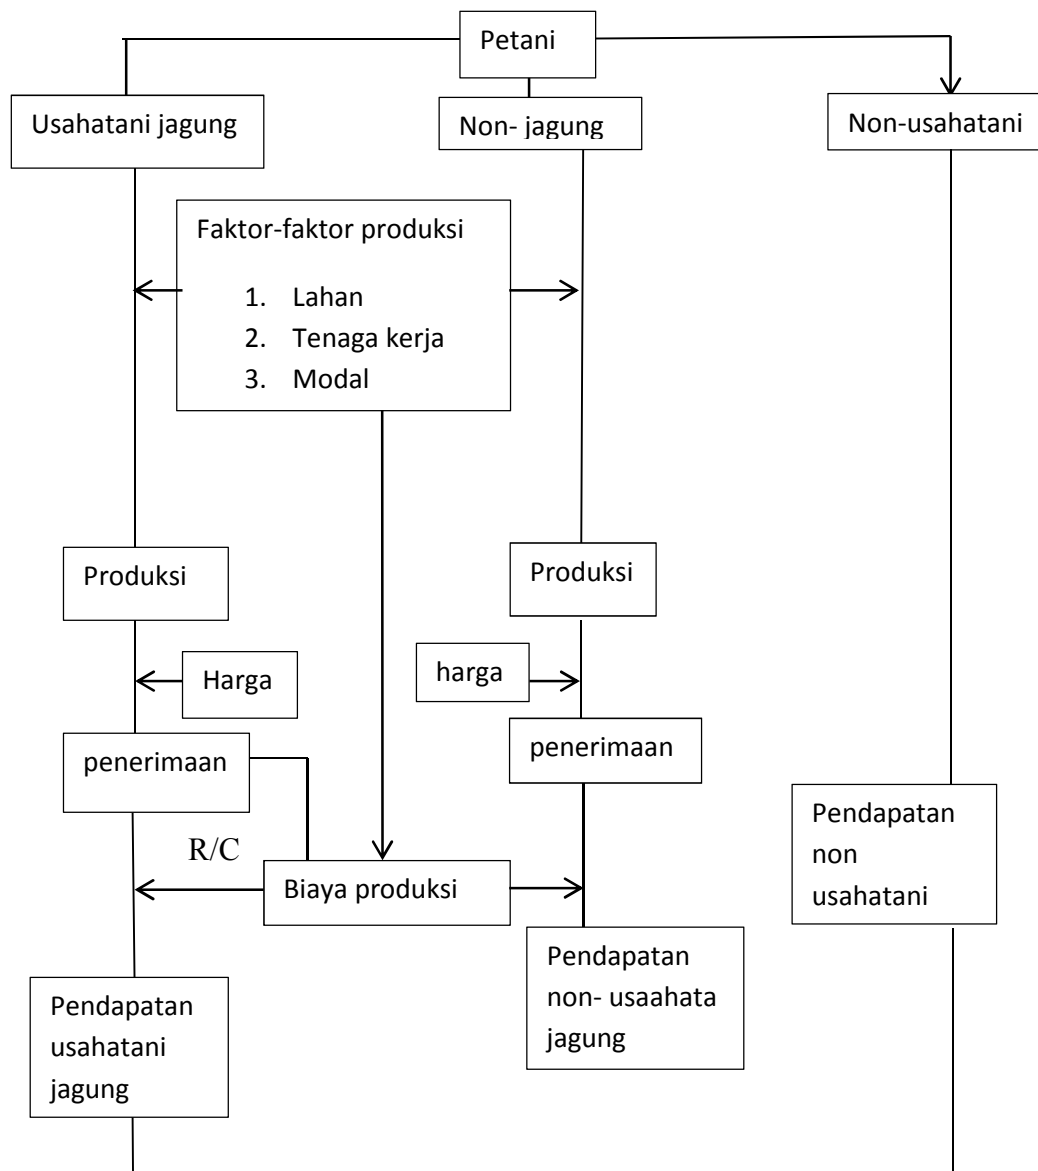 Petani
Usahatani jagung
Non- jagung
Non-usahatani
Faktor-faktor produksi
1. Lahan
2. Tenaga kerja
3. Modal
Produksi
Produksi
Harga
harga
penerimaan
penerimaan
Pendapatan
non
usahatani
R/C
Biaya produksi
Pendapatan
non- usaahata
jagung
Pendapatan
usahatani
jagung